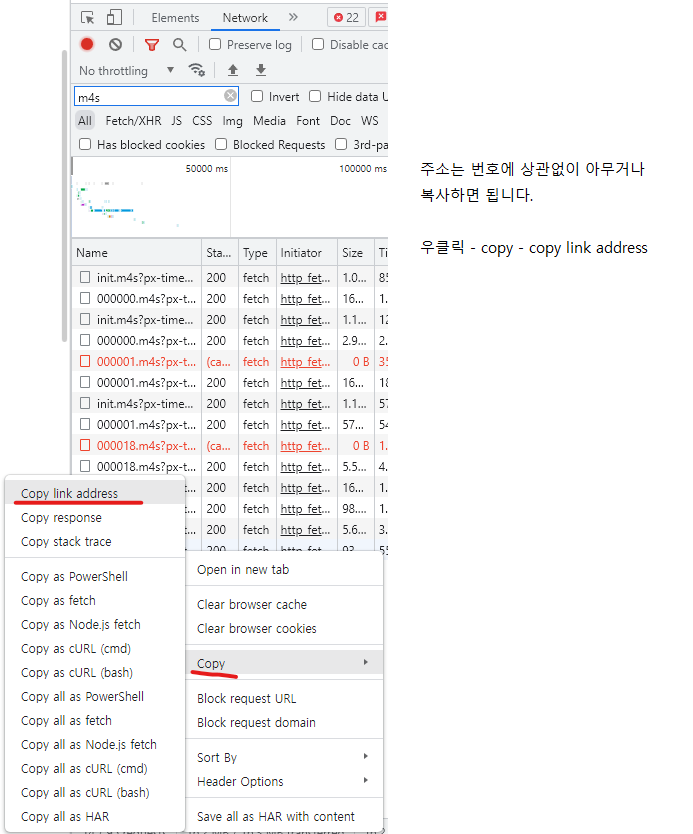 Elements Network » 22
Preserve log Disable cac
No throttling
m4s Invert Hide data U
All Fetch/XHR JS CSS Img Media Font Doc WS
Has blocked cookies Blocked Requests 3rd-pa
50000 ms 100000 ms
주소는 번호에 상관없이 아무거나
복사하면 됩니다.
우클릭 - copy - copy link address
Name Sta... Type Initiator Size Ti
init.m4s?px-time... 200 fetch http_fet... 1.0... 85
000000.m4s?px-t... 200 fetch http_fet... 16... 1.
init.m4s?px-time... 200 fetch http_fet... 1.1... 12
000000.m4s?px-t... 200 fetch http_fet... 2.9... 2.
000001.m4s?px-t... (ca... fetch http_fet... 0 B 35
000001.m4s?px-t... 200 fetch http_fet... 16... 18
init.m4s?px-time... 200 fetch http_fet... 1.1... 57
000001.m4s?px-t... 200 fetch http_fet... 57... 54
000018.m4s?px-t... (ca... fetch http_fet... 0 B 1.
000018.m4s?px-t... 200 fetch http_fet... 5.5... 4.
200 fetch http_fet... 16... 1.
200 fetch http_fet... 98.... 1.
200 fetch http_fet... 5.6... 3.
200 fetch http_fet... 93... 55
Copy link address
Copy response
Copy stack trace
Copy as PowerShell
Copy as fetch
Copy as Node.js fetch
Copy as cURL (cmd)
Copy as cURL (bash)
Copy all as PowerShell
Copy all as fetch
Copy all as Node.js fetch
Copy all as cURL (cmd)
Copy all as cURL (bash)
Copy all as HAR
Open in new tab
Clear browser cache
Clear browser cookies
Copy
Block request URL
Block request domain
Sort By
Header Options
Save all as HAR with content